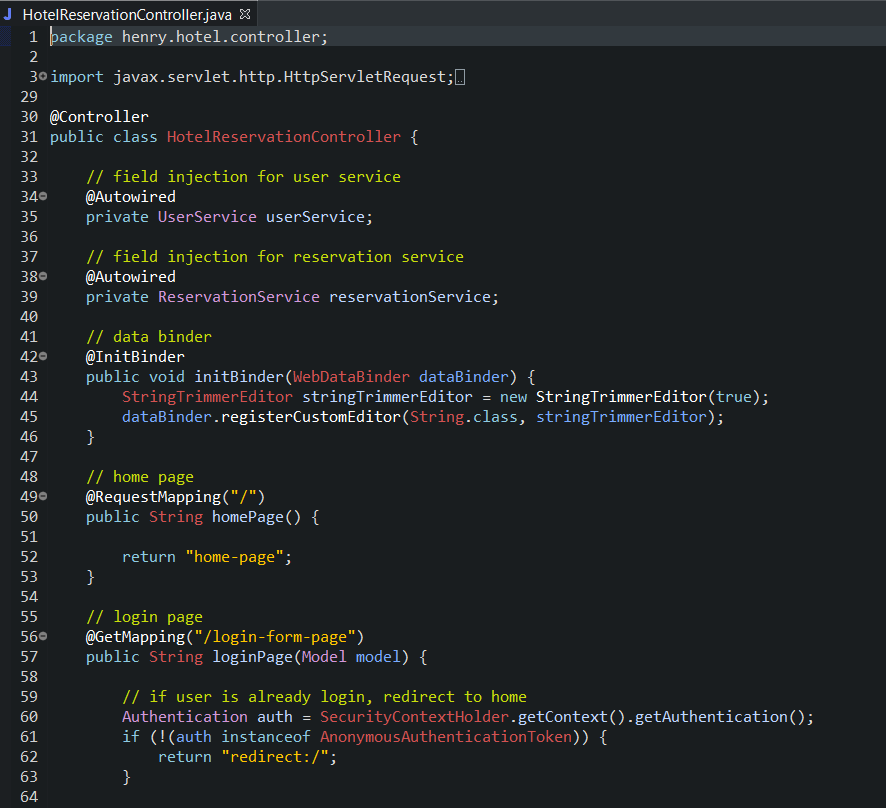 HotelReservationController.java
1 package henry.hotel.controller;
2
3 import javax.servlet.http.HttpServletRequest;
29
30 @Controller
31 public class HotelReservationController {
32
33 // field injection for user service
34 @Autowired
35 private UserService userService;
36
37 // field injection for reservation service
38 @Autowired
39 private ReservationService reservationService;
40
41 // data binder
42 @InitBinder
43 public void initBinder(WebDataBinder dataBinder) {
44 StringTrimmerEditor stringTrimmerEditor = new StringTrimmerEditor(true);
45 dataBinder.registerCustomEditor(String.class, stringTrimmerEditor);
46 }
47
48 // home page
49 @RequestMapping("/")
50 public String homePage() {
51
52 return "home-page";
53 }
54
55 // login page
56 @GetMapping("/login-form-page")
57 public String loginPage(Model model) {
58
59 // if user is already login, redirect to home
60 Authentication auth = SecurityContextHolder.getContext().getAuthentication();
61 if (!(auth instanceof AnonymousAuthenticationToken)) {
62 return "redirect:/";
63 }
64